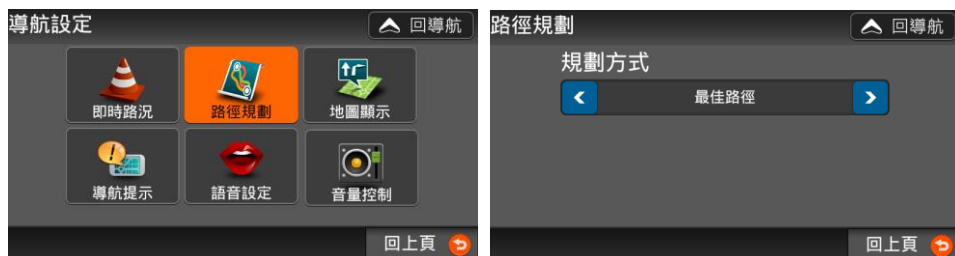 導航設定
回導航
即時路況
路徑規劃
地圖顯示
導航提示
語音設定
音量控制
回上頁
路徑規劃
回導航
規劃方式
最佳路徑
回上頁